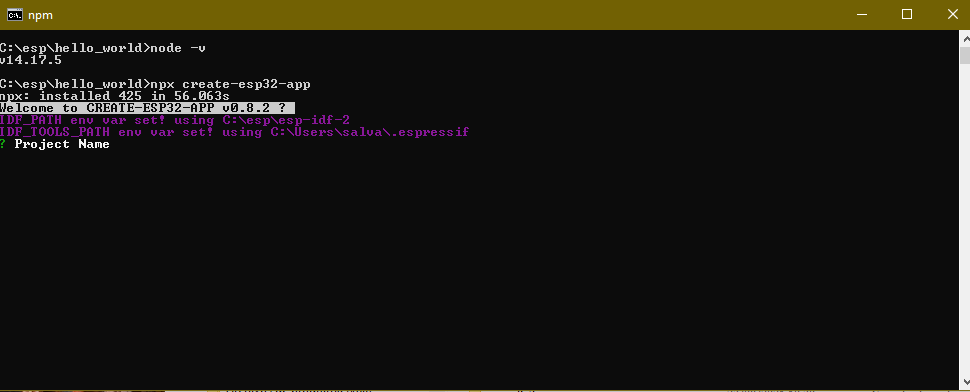 npm
C:\esp\hello_world>node -v
v14.17.5
C:\esp\hello_world>npx create-esp32-app
npx: installed 425 in 56.063s
Welcome to CREATE-ESP32-APP v0.8.2 ?
IDF_PATH env var set! using C:\esp\esp-idf-2
IDF_TOOLS_PATH env var set! using C:\Users\salva\.espressif
? Project Name